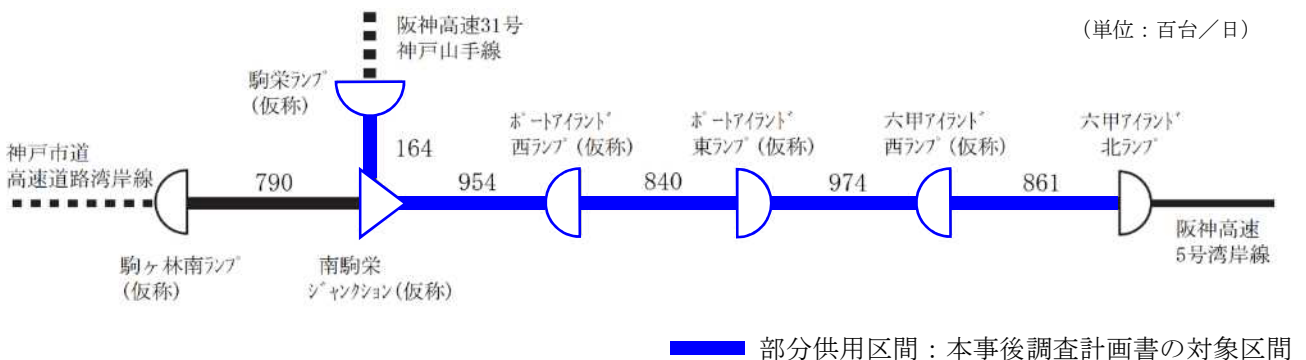 阪神高速31号
神戸山手線
(単位：百台／日)
駒栄ﾗﾝﾌﾟ
(仮称)
ﾎﾟｰﾄｱｲﾗﾝﾄﾞ
西ﾗﾝﾌﾟ(仮称)
ﾎﾟｰﾄｱｲﾗﾝﾄﾞ
東ﾗﾝﾌﾟ(仮称)
六甲ｱｲﾗﾝﾄﾞ
西ﾗﾝﾌﾟ(仮称)
六甲ｱｲﾗﾝﾄﾞ
北ﾗﾝﾌﾟ
神戸市道
高速道路湾岸線
164
790
954
840
974
861
駒ヶ林南ﾗﾝﾌﾟ
(仮称)
南駒栄
ｼﾞｬﾝｸｼｮﾝ(仮称)
阪神高速
5号湾岸線
部分供用区間：本事後調査計画書の対象区間